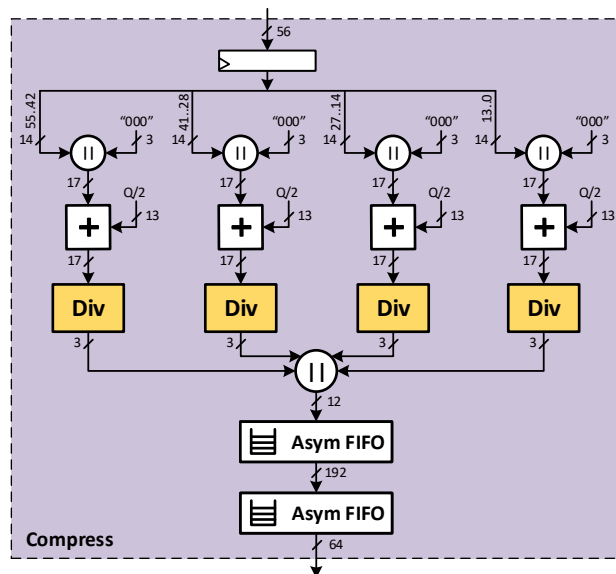 56
55..42
41..28
27..14
13..0
"000" "000" "000" "000"
14 3 14 3 14 3 14 3
|| || || ||
17 17 17 17
Q/2 Q/2 Q/2 Q/2
+ 13 + 13 + 13 + 13
17 17 17 17
Div Div Div Div
3 3 3 3
||
12
Asym FIFO
192
Asym FIFO
Compress 64